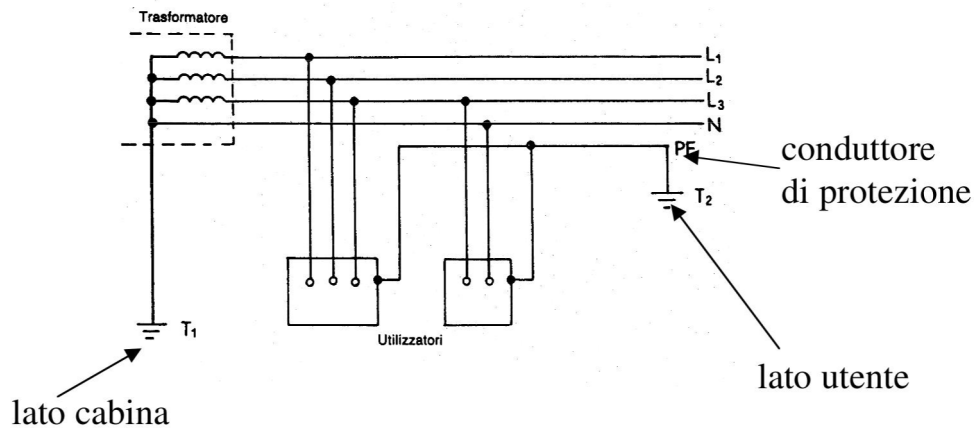 Trasformatore
L1
L2
L3
N
PE
conduttore
di protezione
T2
T1
Utilizzatori
lato utente
lato cabina